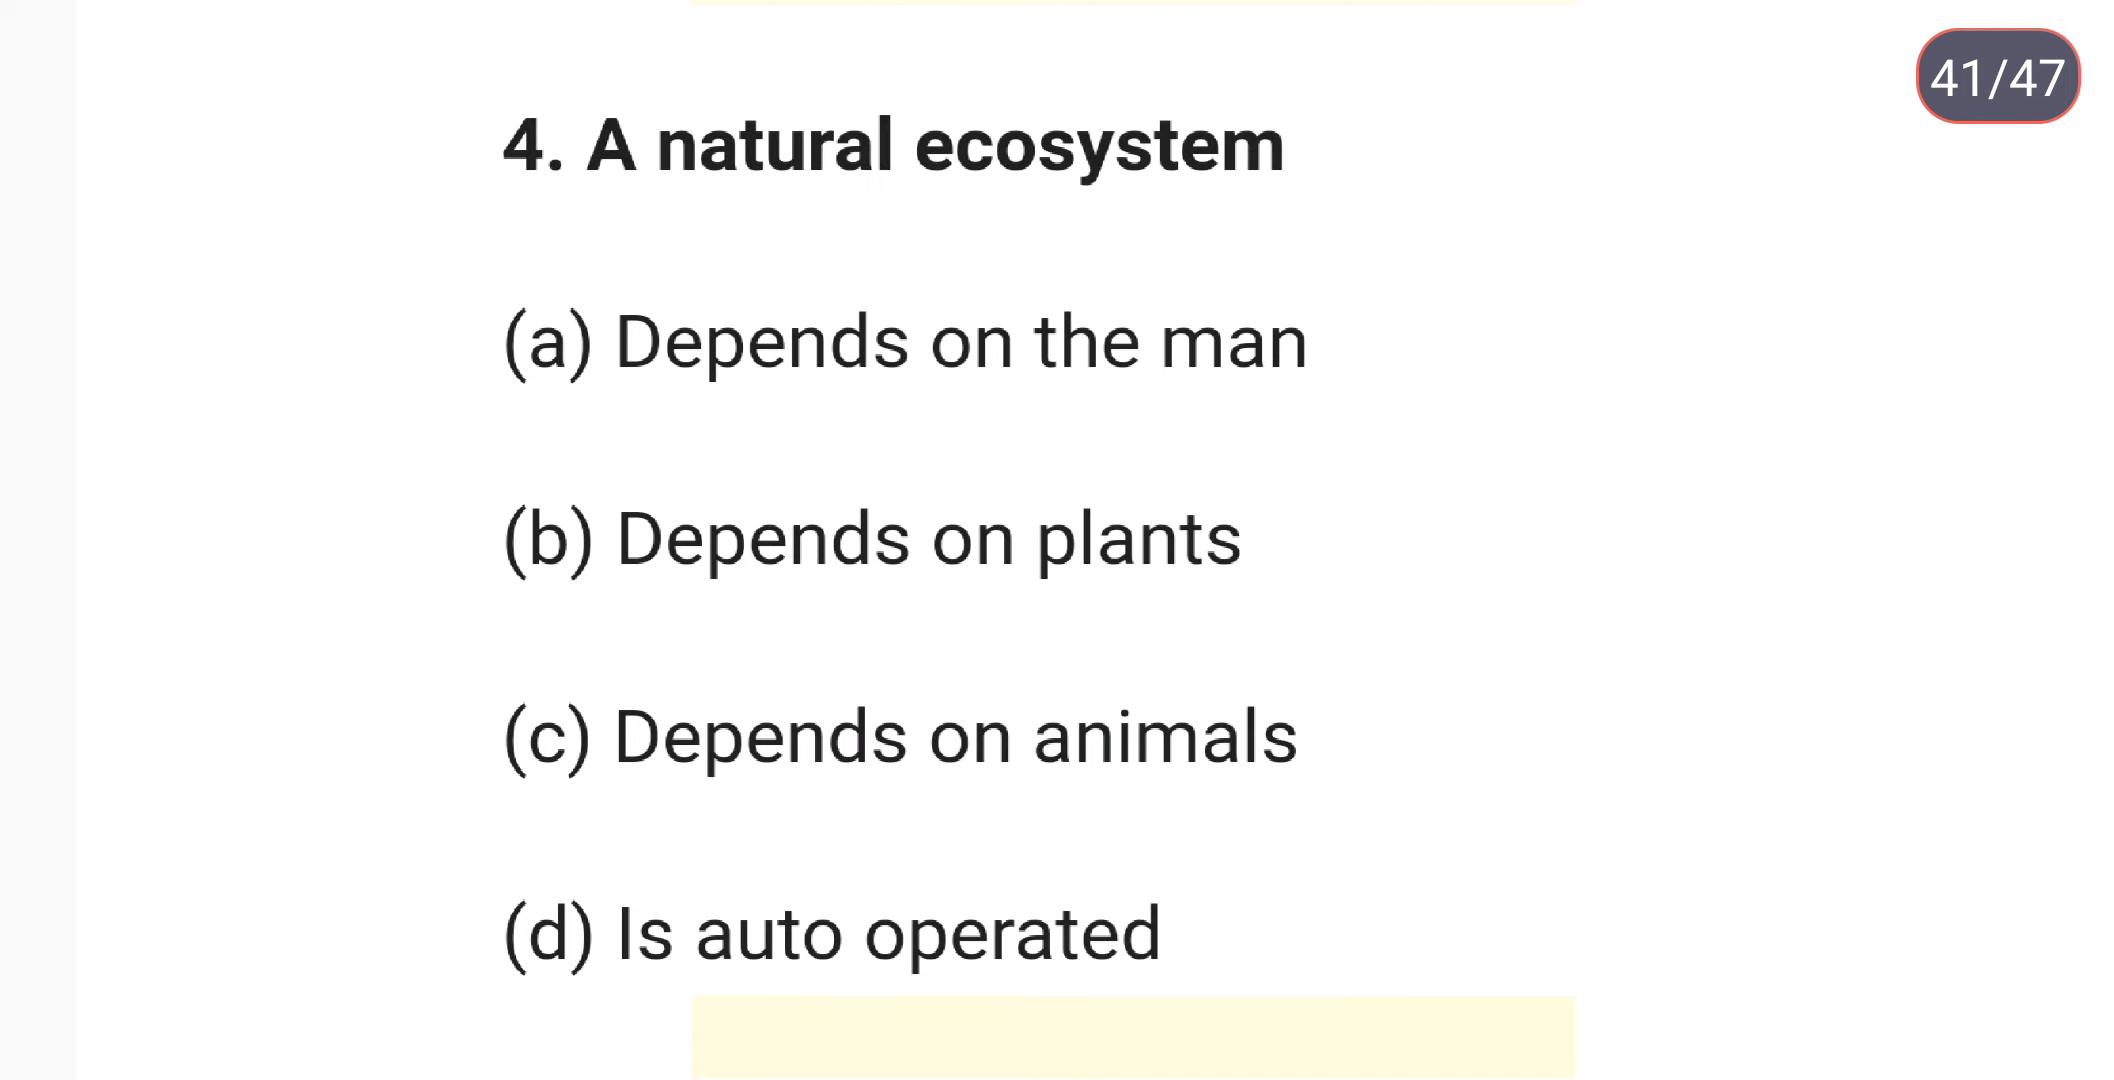 41/47
4. A natural ecosystem
(a) Depends on the man
(b) Depends on plants
(c) Depends on animals
(d) Is auto operated